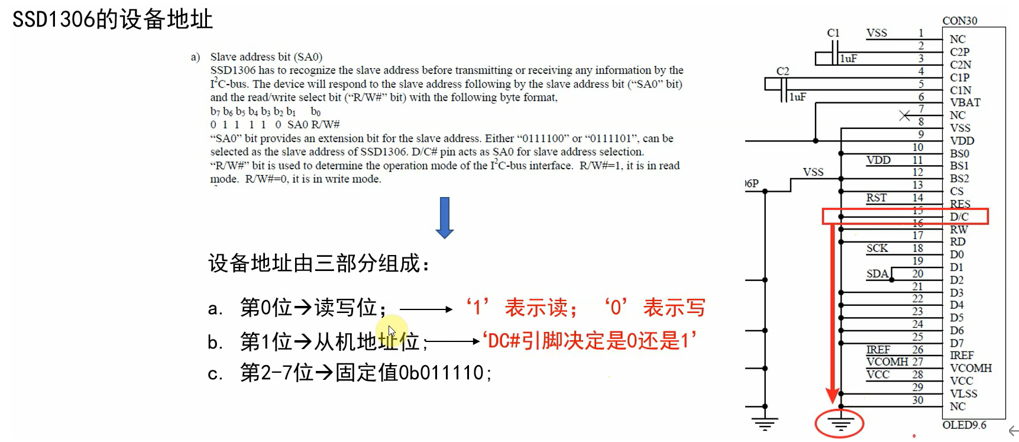 SSD1306的设备地址
a) Slave address bit (SA0)
SSD1306 has to recognize the slave address before transmitting or receiving any information by the
I²C-bus. The device will respond to the slave address following by the slave address bit (“SA0” bit)
and the read/write select bit (“R/W#” bit) with the following byte format,
b7 b6 b5 b4 b3 b2 b1 b0
0 1 1 1 1 0 SA0 R/W#
“SA0” bit provides an extension bit for the slave address. Either “0111100” or “0111101”, can be
selected as the slave address of SSD1306. D/C# pin acts as SA0 for slave address selection.
“R/W#” bit is used to determine the operation mode of the I²C-bus interface. R/W#=1, it is in read
mode. R/W#=0, it is in write mode.
设备地址由三部分组成：
a. 第0位→读写位； ‘1’表示读；‘0’表示写
b. 第1位→从机地址位； ‘DC#引脚决定是0还是1’
c. 第2-7位→固定值0b011110;
CON30
C1
1uF
C2
1uF
VSS 1 NC
2 C2P
3 C2N
4 C1P
5 C1N
6 VBAT
7 NC
8 VSS
9 VDD
10 BS0
VDD 11 BS1
VSS 12 BS2
13 CS
RST 14 RES
15 D/C
16 RW
17 RD
SCK 18 D0
19 D1
SDA 20 D2
21 D3
22 D4
23 D5
24 D6
25 D7
IREF 26 IREF
VCOMH 27 VCOMH
VCC 28 VCC
29 VLSS
30 NC
OLED9.6